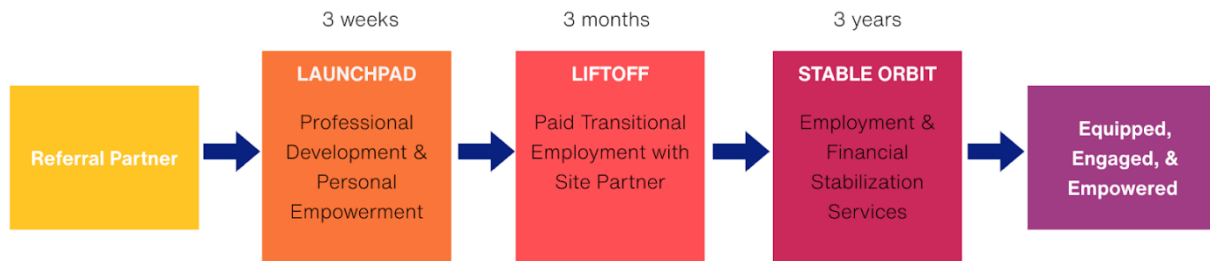 3 weeks
3 months
3 years
Referral Partner
LAUNCHPAD
Professional
Development &
Personal
Empowerment
LIFTOFF
Paid Transitional
Employment with
Site Partner
STABLE ORBIT
Employment &
Financial
Stabilization
Services
Equipped,
Engaged, &
Empowered